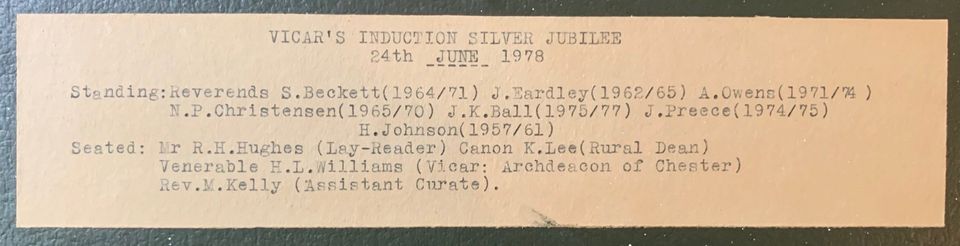 VICAR'S INDUCTION SILVER JUBILEE
24th JUNE 1978
Standing:Reverends S.Beckett(1964/71) J.Eardley(1962/65) A.Owens(1971/74 )
N.P.Christensen(1965/70) J.K.Ball(1975/77) J.Preece(1974/75)
H.Johnson(1957/61)
Seated: Mr R.H.Hughes (Lay-Reader) Canon K.Lee(Rural Dean)
Venerable H.L.Williams (Vicar: Archdeacon of Chester)
Rev.M.Kelly (Assistant Curate).